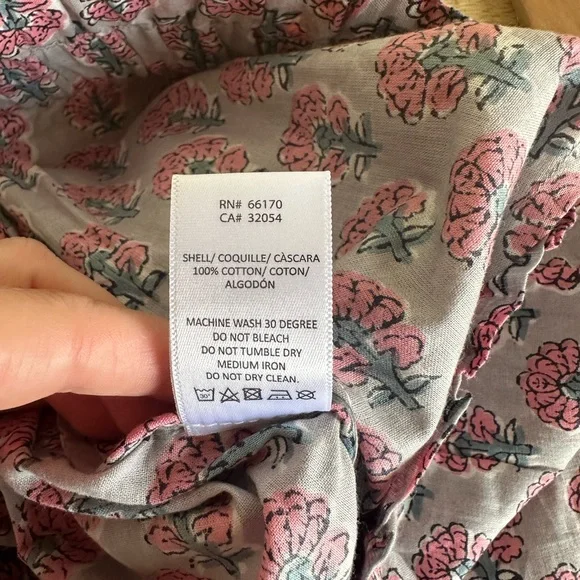 RN# 66170
CA# 32054
SHELL/ COQUILLE/ CÀSCARA
100% COTTON/ COTON/
ALGODÓN
MACHINE WASH 30 DEGREE
DO NOT BLEACH
DO NOT TUMBLE DRY
MEDIUM IRON
DO NOT DRY CLEAN.
30°